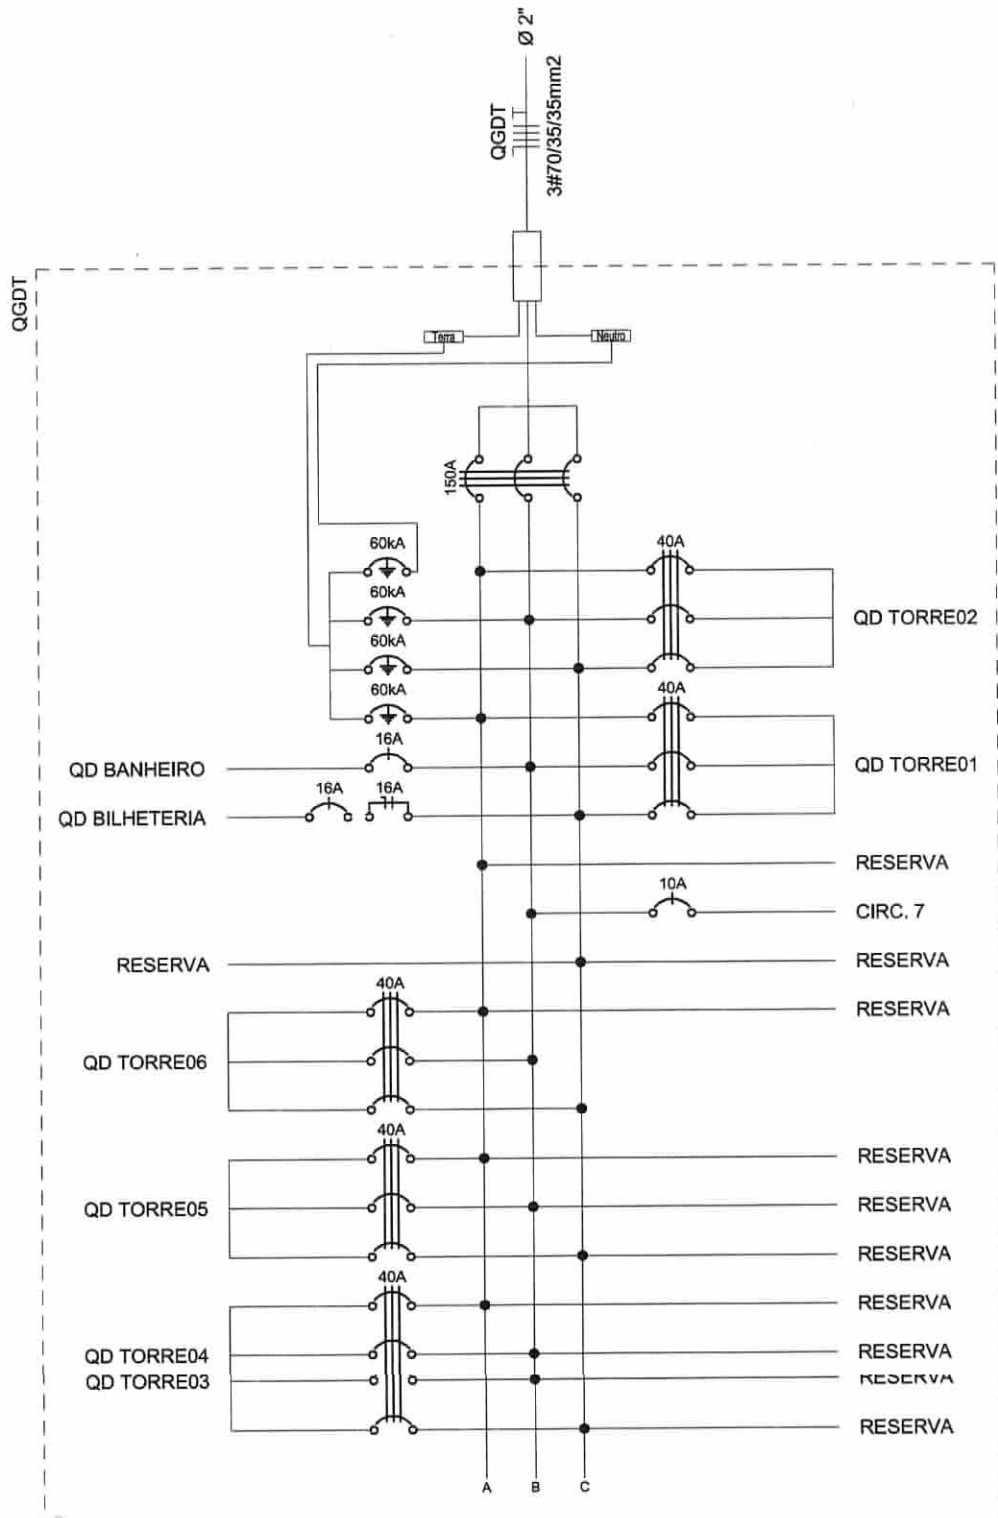 Ø 2"
QGDT
3#70/35/35mm2
QGDT
Terra
Neutro
150A
60kA
40A
60kA
QD TORRE02
60kA
60kA
40A
QD BANHEIRO
16A
QD TORRE01
QD BILHETERIA
16A
16A
RESERVA
10A
CIRC. 7
RESERVA
RESERVA
40A
RESERVA
QD TORRE06
40A
RESERVA
QD TORRE05
RESERVA
RESERVA
40A
RESERVA
QD TORRE04
RESERVA
QD TORRE03
RESERVA
RESERVA
A
B
C